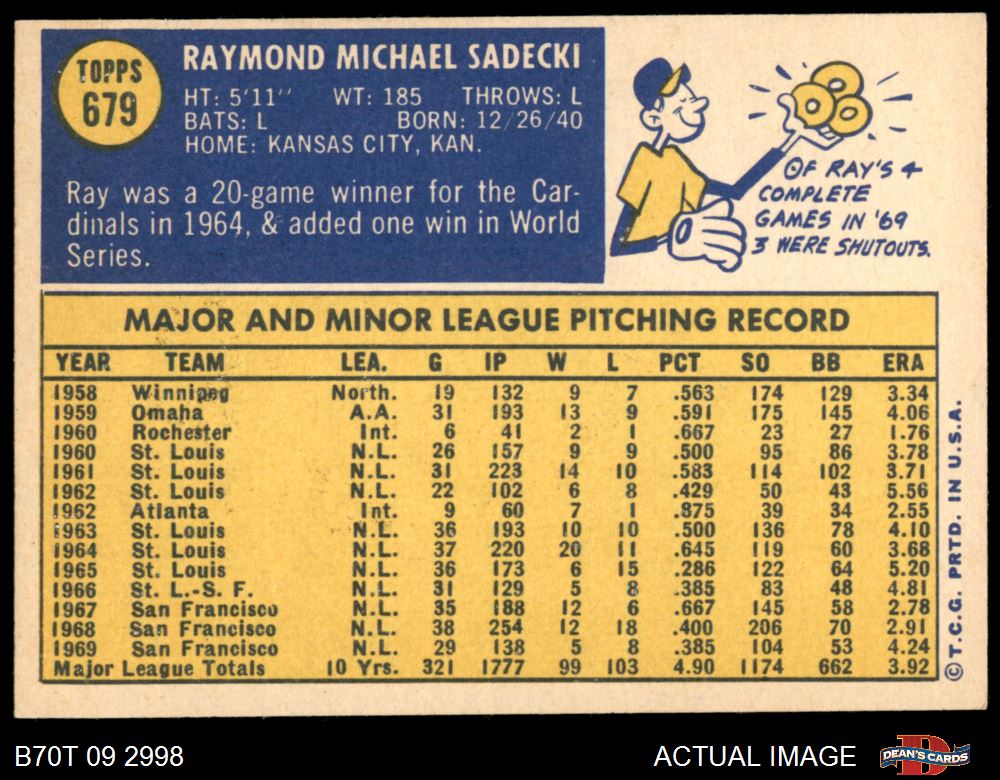 TOPPS
679
RAYMOND MICHAEL SADECKI
HT: 5'11'' WT: 185 THROWS: L
BATS: L BORN: 12/26/40
HOME: KANSAS CITY, KAN.
Ray was a 20-game winner for the Car-
dinals in 1964, & added one win in World
Series.
OF RAY'S 4
COMPLETE
GAMES IN '69
3 WERE SHUTOUTS.
MAJOR AND MINOR LEAGUE PITCHING RECORD
YEAR TEAM LEA. G IP W L PCT SO BB ERA
1958 Winnipeg North. 19 132 9 7 .563 174 129 3.34
1959 Omaha A.A. 31 193 13 9 .591 175 145 4.06
1960 Rochester Int. 6 41 2 1 .667 23 27 1.76
1960 St. Louis N.L. 26 157 9 9 .500 95 86 3.78
1961 St. Louis N.L. 31 223 14 10 .583 114 102 3.71
1962 St. Louis N.L. 22 102 6 8 .429 50 43 5.56
1962 Atlanta Int. 9 60 7 1 .875 39 34 2.55
1963 St. Louis N.L. 36 193 10 10 .500 136 78 4.10
1964 St. Louis N.L. 37 220 20 11 .645 119 60 3.68
1965 St. Louis N.L. 36 173 6 15 .286 122 64 5.20
1966 St. L.-S. F. N.L. 31 129 5 8 .385 83 48 4.81
1967 San Francisco N.L. 35 188 12 6 .667 145 58 2.78
1968 San Francisco N.L. 38 254 12 18 .400 206 70 2.91
1969 San Francisco N.L. 29 138 5 8 .385 104 53 4.24
Major League Totals 10 Yrs. 321 1777 99 103 4.90 1174 662 3.92
© T.C.G. PRTD. IN U.S.A.
B70T 09 2998
ACTUAL IMAGE
D
DEAN'S CARDS